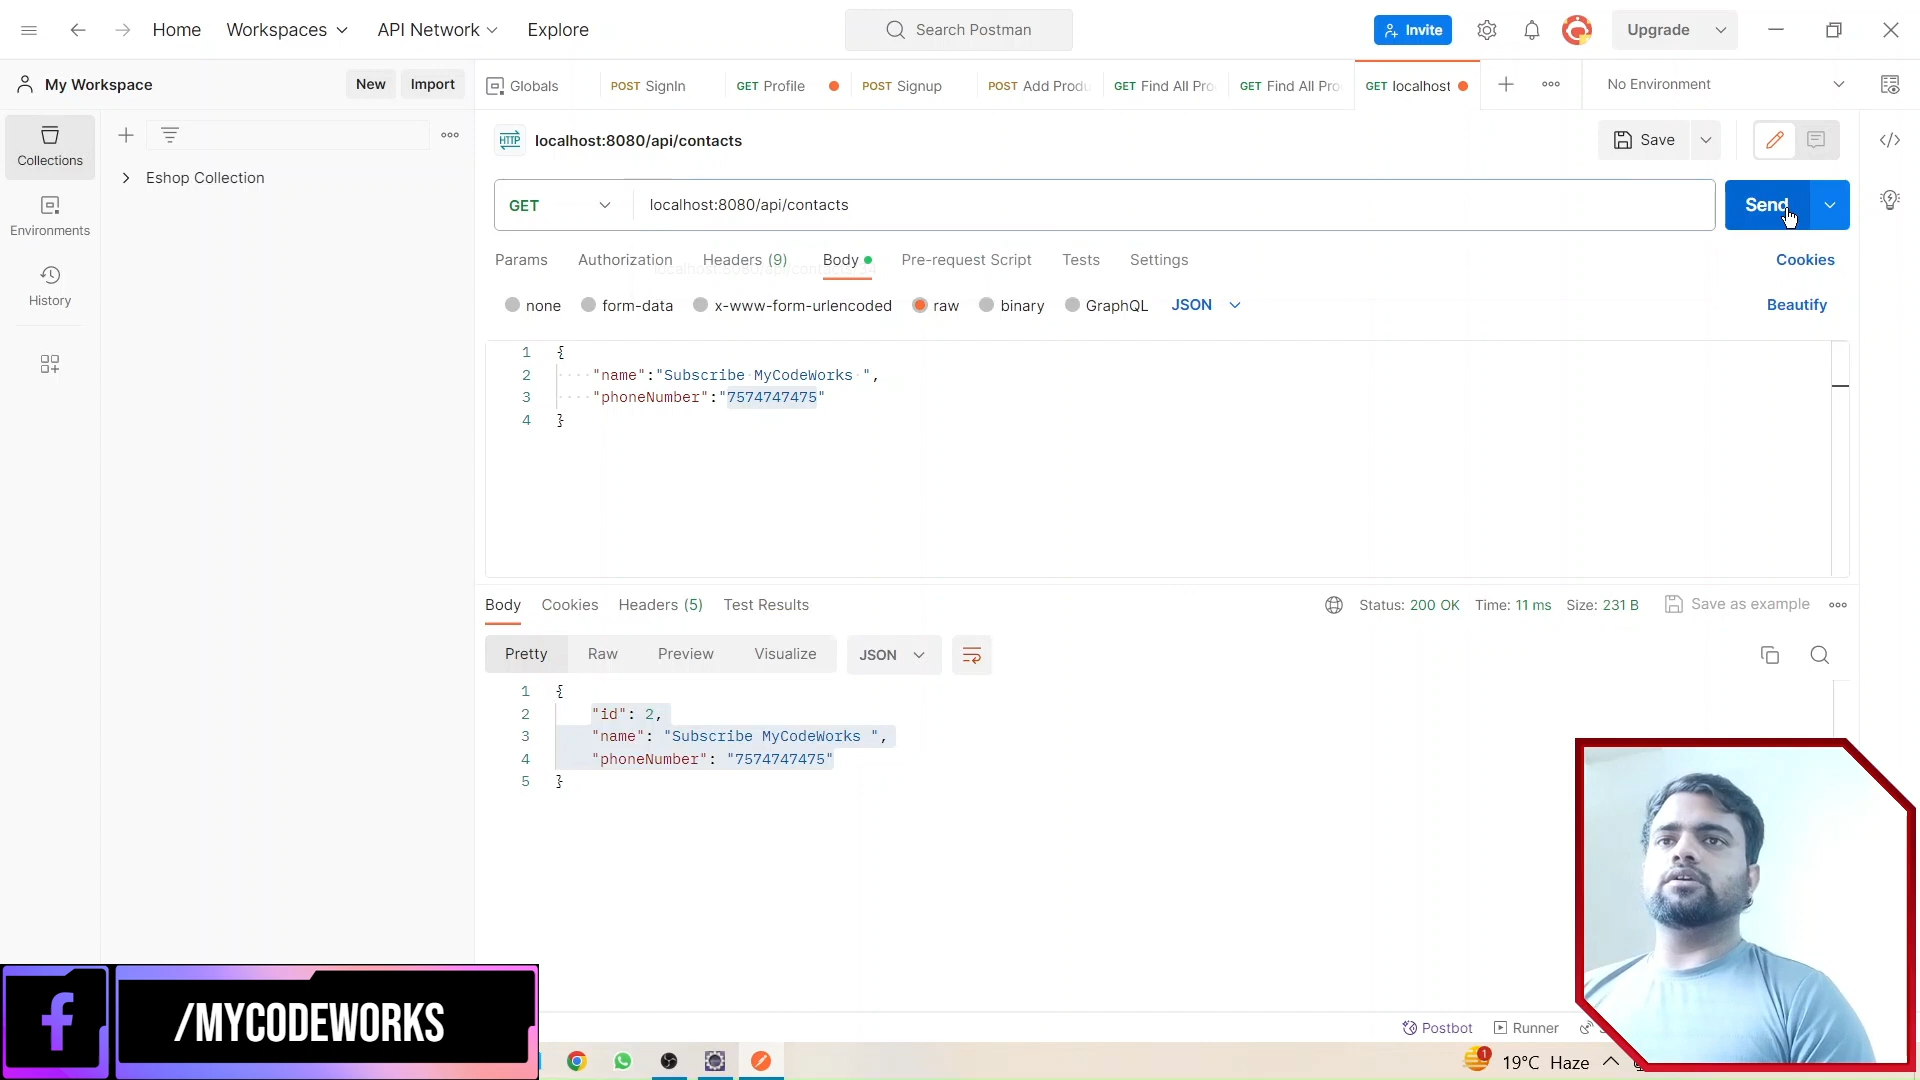 Home Workspaces API Network Explore Search Postman Invite Upgrade
My Workspace New Import Globals POST SignIn GET Profile POST Signup POST Add Produ GET Find All Pro GET Find All Pro GET localhost No Environment
HTTP localhost:8080/api/contacts Save
Collections
Eshop Collection
GET localhost:8080/api/contacts Send
Environments
Params Authorization Headers (9) Body Pre-request Script Tests Settings Cookies
History
none form-data x-www-form-urlencoded raw binary GraphQL JSON Beautify
1 {
2 "name":"Subscribe MyCodeWorks ",
3 "phoneNumber":"7574747475"
4 }
Body Cookies Headers (5) Test Results Status: 200 OK Time: 11 ms Size: 231 B Save as example
Pretty Raw Preview Visualize JSON
1 {
2 "id": 2,
3 "name": "Subscribe MyCodeWorks ",
4 "phoneNumber": "7574747475"
5 }
/MYCODEWORKS
Postbot Runner
1 19°C Haze